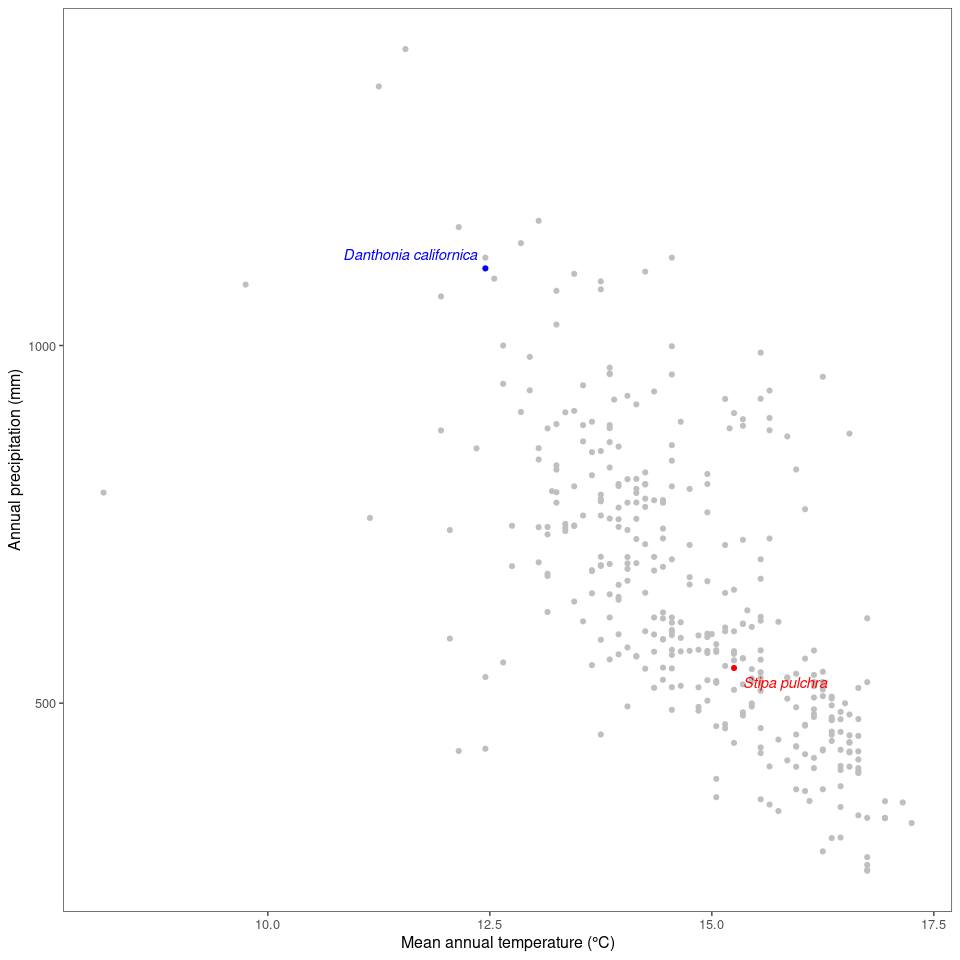 Danthonia californica
1000
Annual precipitation (mm)
Stipa pulchra
500
10.0
12.5
15.0
17.5
Mean annual temperature (°C)